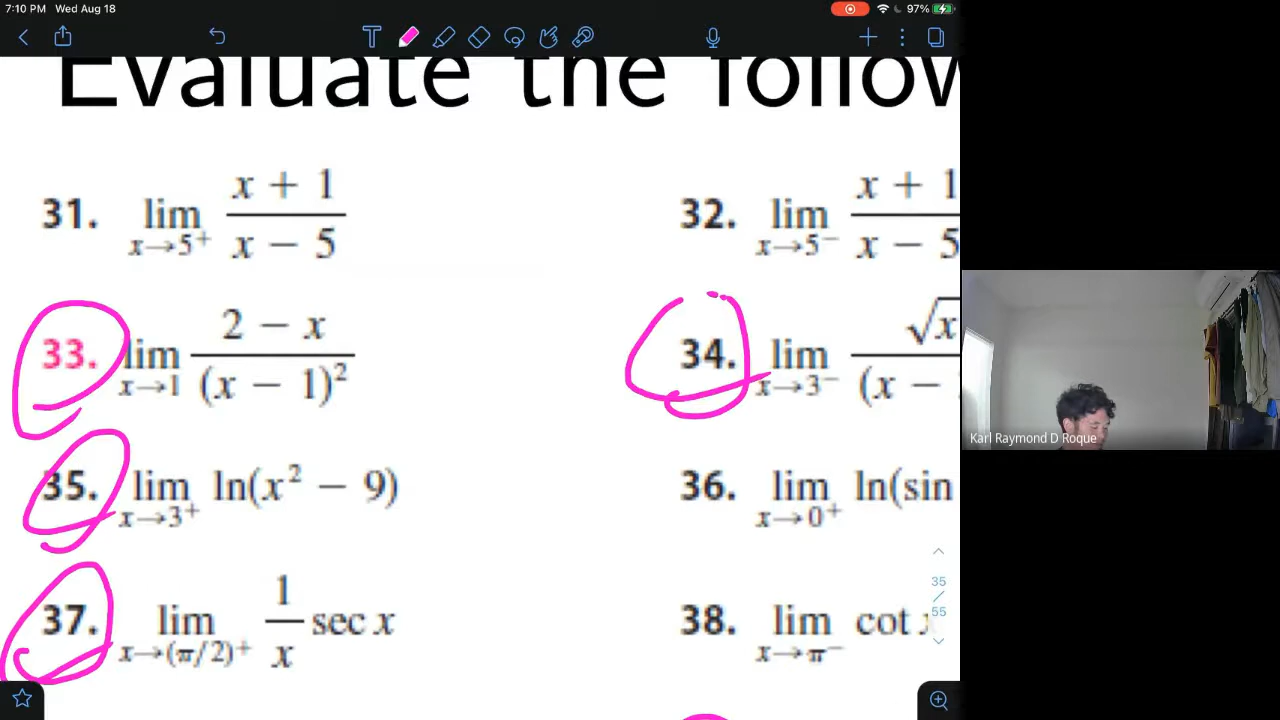 7:10 PM Wed Aug 18
97%
T
Evaluate the follow
31. lim x→5⁺ x + 1 / x − 5
32. lim x→5⁻ x + 1 / x − 5
33. lim x→1 2 − x / (x − 1)²
34. lim x→3⁻ √x / (x −
35. lim x→3⁺ ln(x² − 9)
36. lim x→0⁺ ln(sin
37. lim x→(π/2)⁺ 1/x sec x
38. lim x→π⁻ cot x
35
/
55
Karl Raymond D Roque